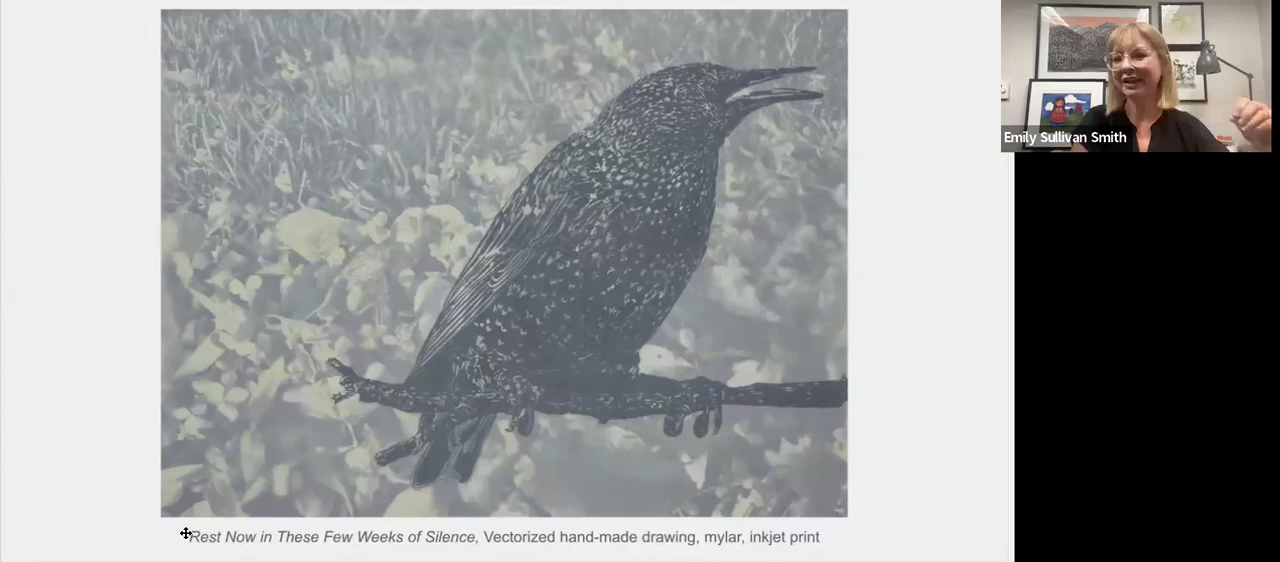 Emily Sullivan Smith
Rest Now in These Few Weeks of Silence, Vectorized hand-made drawing, mylar, inkjet print